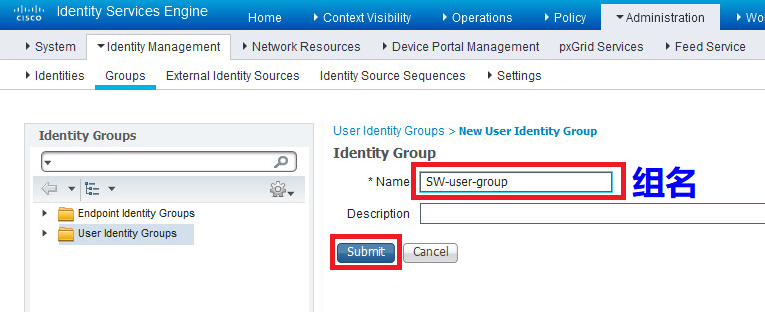 cisco Identity Services Engine Home Context Visibility Operations Policy Administration Wo
System Identity Management Network Resources Device Portal Management pxGrid Services Feed Service
Identities Groups External Identity Sources Identity Source Sequences Settings
Identity Groups
Endpoint Identity Groups
User Identity Groups
User Identity Groups > New User Identity Group
Identity Group
* Name SW-user-group 组名
Description
Submit Cancel